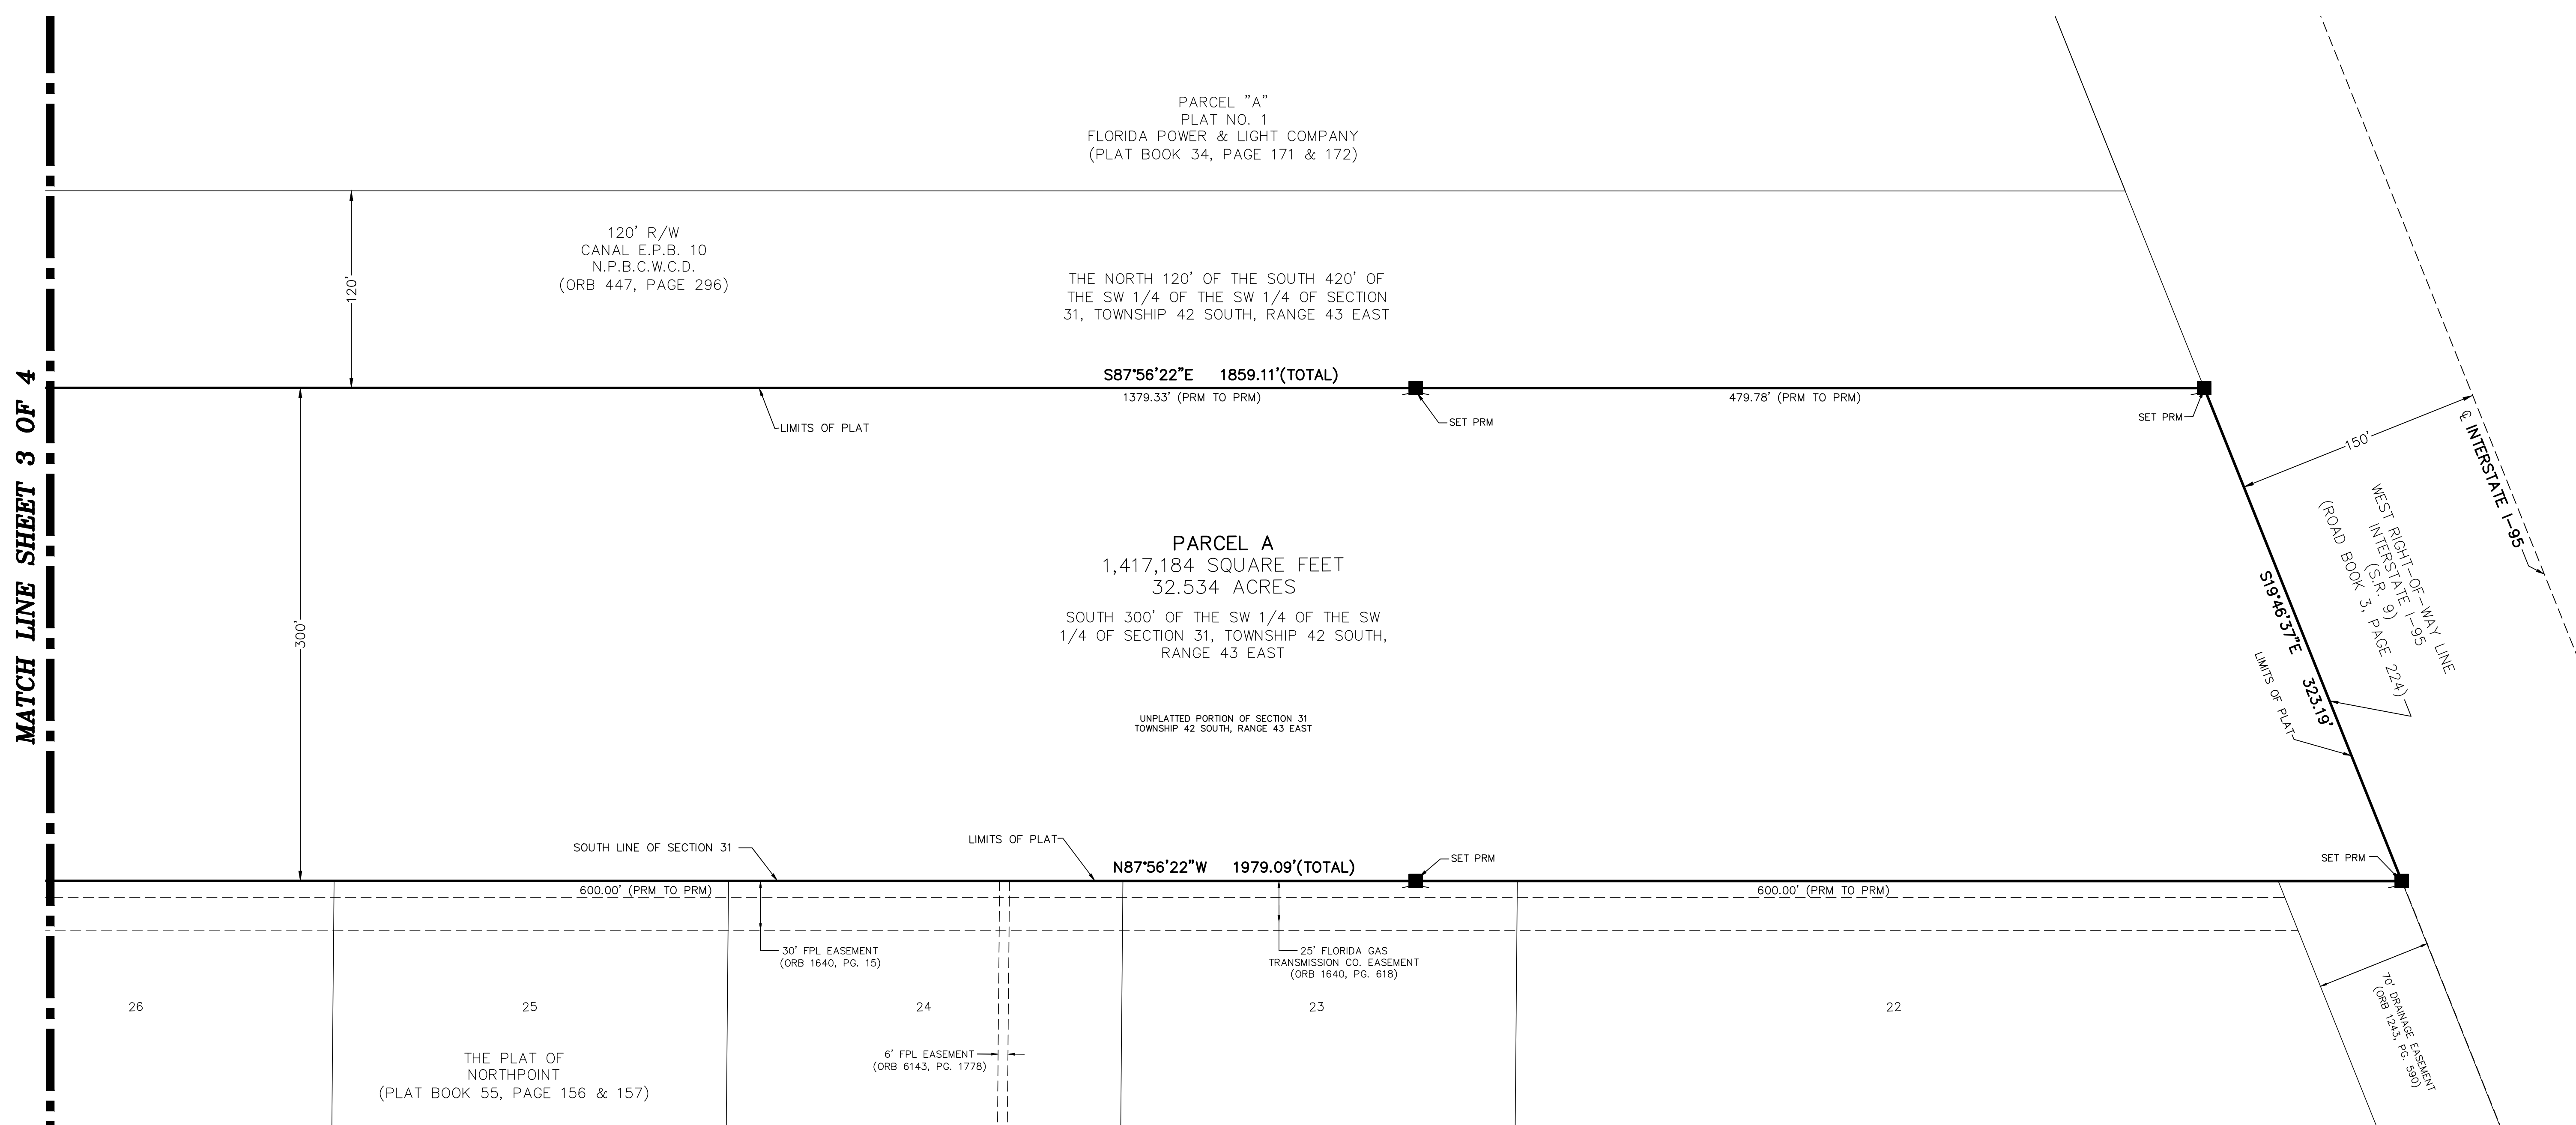 MATCH LINE SHEET 3 OF 4
PARCEL "A"
PLAT NO. 1
FLORIDA POWER & LIGHT COMPANY
(PLAT BOOK 34, PAGE 171 & 172)
120' R/W
CANAL E.P.B. 10
N.P.B.C.W.C.D.
(ORB 447, PAGE 296)
120'
THE NORTH 120' OF THE SOUTH 420' OF
THE SW 1/4 OF THE SW 1/4 OF SECTION
31, TOWNSHIP 42 SOUTH, RANGE 43 EAST
S87°56'22"E 1859.11'(TOTAL)
1379.33' (PRM TO PRM)
479.78' (PRM TO PRM)
LIMITS OF PLAT
SET PRM
SET PRM
150'
℄ INTERSTATE I-95
WEST RIGHT-OF-WAY LINE
INTERSTATE I-95
(S.R. 9)
(ROAD BOOK 3, PAGE 224)
S19°46'37"E 323.19'
LIMITS OF PLAT
300'
PARCEL A
1,417,184 SQUARE FEET
32.534 ACRES
SOUTH 300' OF THE SW 1/4 OF THE SW
1/4 OF SECTION 31, TOWNSHIP 42 SOUTH,
RANGE 43 EAST
UNPLATTED PORTION OF SECTION 31
TOWNSHIP 42 SOUTH, RANGE 43 EAST
SOUTH LINE OF SECTION 31
LIMITS OF PLAT
N87°56'22"W 1979.09'(TOTAL)
SET PRM
SET PRM
600.00' (PRM TO PRM)
600.00' (PRM TO PRM)
30' FPL EASEMENT
(ORB 1640, PG. 15)
25' FLORIDA GAS
TRANSMISSION CO. EASEMENT
(ORB 1640, PG. 618)
70' DRAINAGE EASEMENT
(ORB 1243, PG. 590)
26
25
24
23
22
6' FPL EASEMENT
(ORB 6143, PG. 1778)
THE PLAT OF
NORTHPOINT
(PLAT BOOK 55, PAGE 156 & 157)